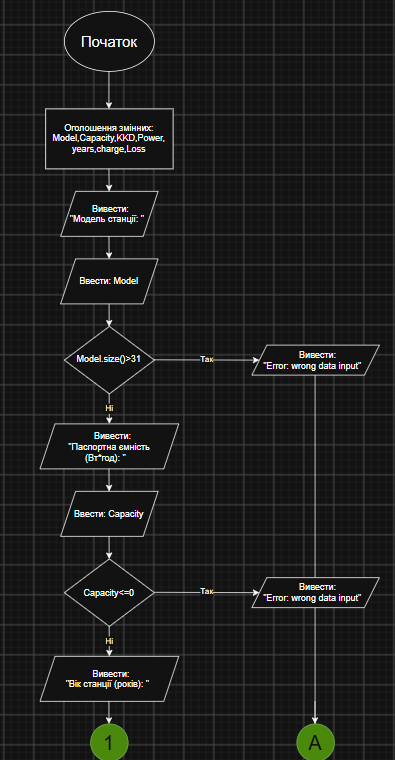 Початок
Оголошення змінних:
Model,Capacity,KKD,Power,
years,charge,Loss
Вивести:
"Модель станції: "
Ввести: Model
Model.size()>31
Так
Вивести:
"Error: wrong data input"
Ні
Вивести:
"Паспортна ємність
(Вт*год): "
Ввести: Capacity
Capacity<=0
Так
Вивести:
"Error: wrong data input"
Ні
Вивести:
"Вік станції (років): "
1
A